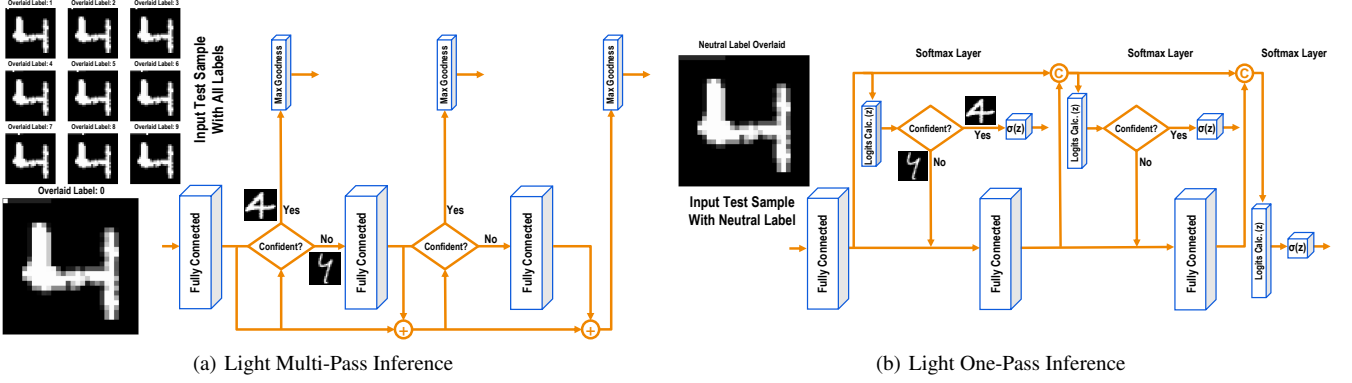 Overlaid Label: 1
Overlaid Label: 2
Overlaid Label: 3
Overlaid Label: 4
Overlaid Label: 5
Overlaid Label: 6
Overlaid Label: 7
Overlaid Label: 8
Overlaid Label: 9
Overlaid Label: 0
Input Test Sample
With All Labels
Max Goodness
Max Goodness
Max Goodness
Yes
Yes
Fully Connected
Confident?
No
Fully Connected
Confident?
No
Fully Connected
+
+
(a) Light Multi-Pass Inference
Neutral Label Overlaid
Input Test Sample
With Neutral Label
Softmax Layer
Softmax Layer
Softmax Layer
C
C
Logits Calc. (z)
Confident?
Yes
σ(z)
No
Logits Calc. (z)
Confident?
Yes
σ(z)
No
Fully Connected
Fully Connected
Fully Connected
Logits Calc. (z)
σ(z)
(b) Light One-Pass Inference